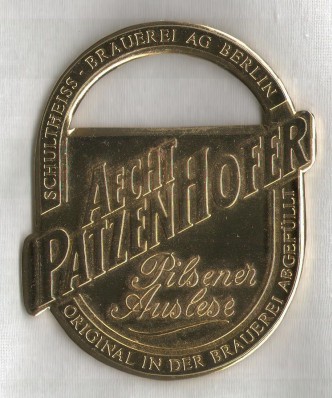 SCHULTHEISS - BRAUEREI AG BERLIN
AECHT
PATZENHOFER
Pilsener
Auslese
ORIGINAL IN DER BRAUEREI ABGEFÜLLT